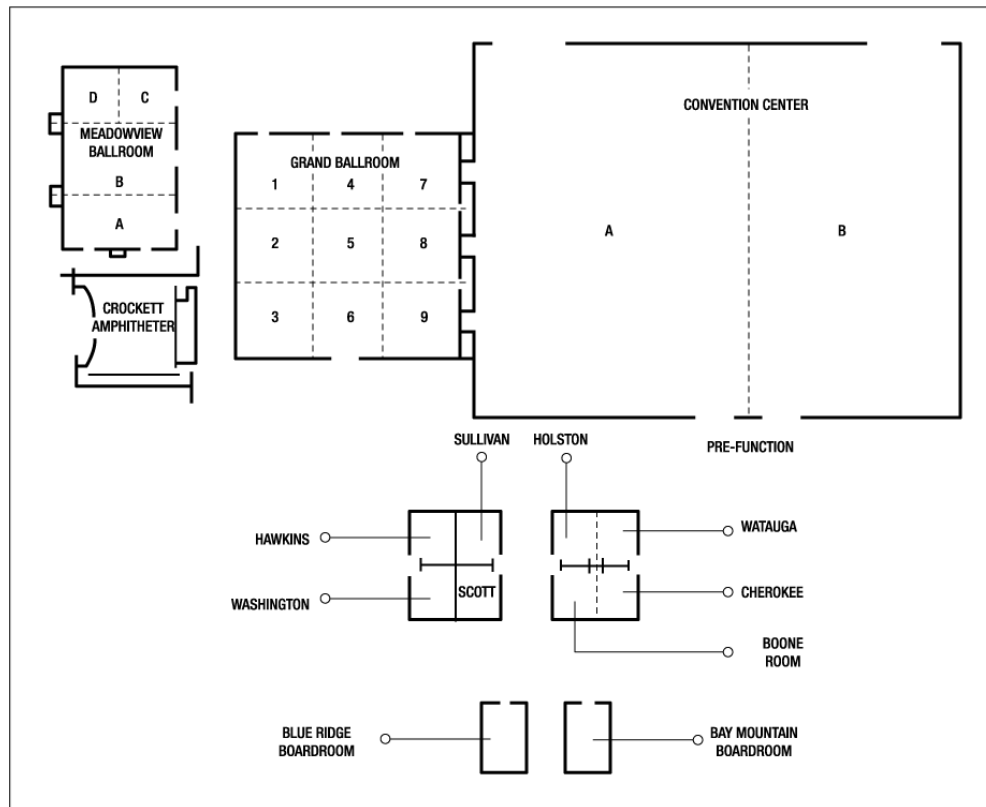 CONVENTION CENTER
A
B
D
C
MEADOWVIEW
BALLROOM
B
A
GRAND BALLROOM
1
4
7
2
5
8
3
6
9
CROCKETT
AMPHITHETER
PRE-FUNCTION
SULLIVAN
HOLSTON
HAWKINS
WATAUGA
WASHINGTON
SCOTT
CHEROKEE
BOONE
ROOM
BLUE RIDGE
BOARDROOM
BAY MOUNTAIN
BOARDROOM